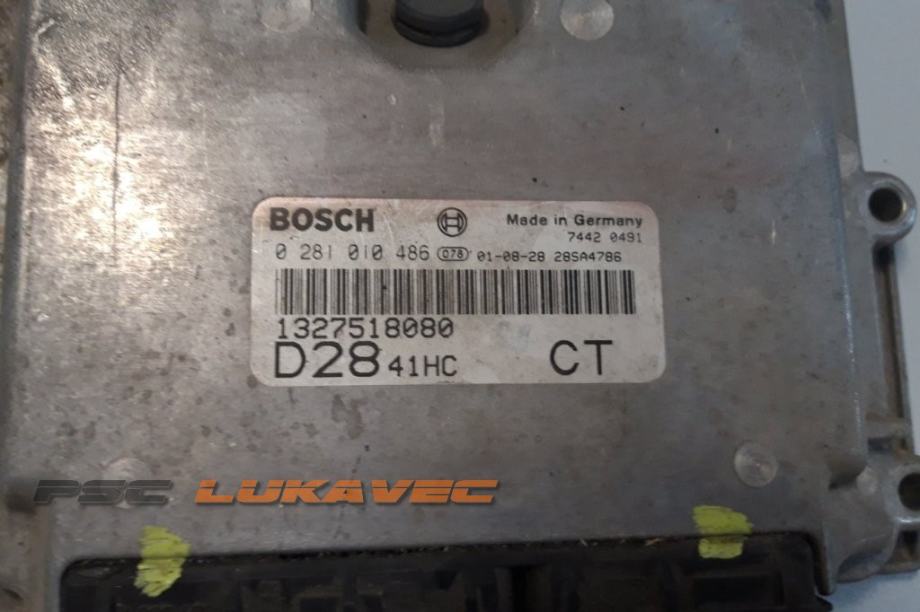 BOSCH Made in Germany
7442 0491
0 281 010 486 078 01-08-28 28SA4786
1327518080
D28 41HC CT
PSC LUKAVEC